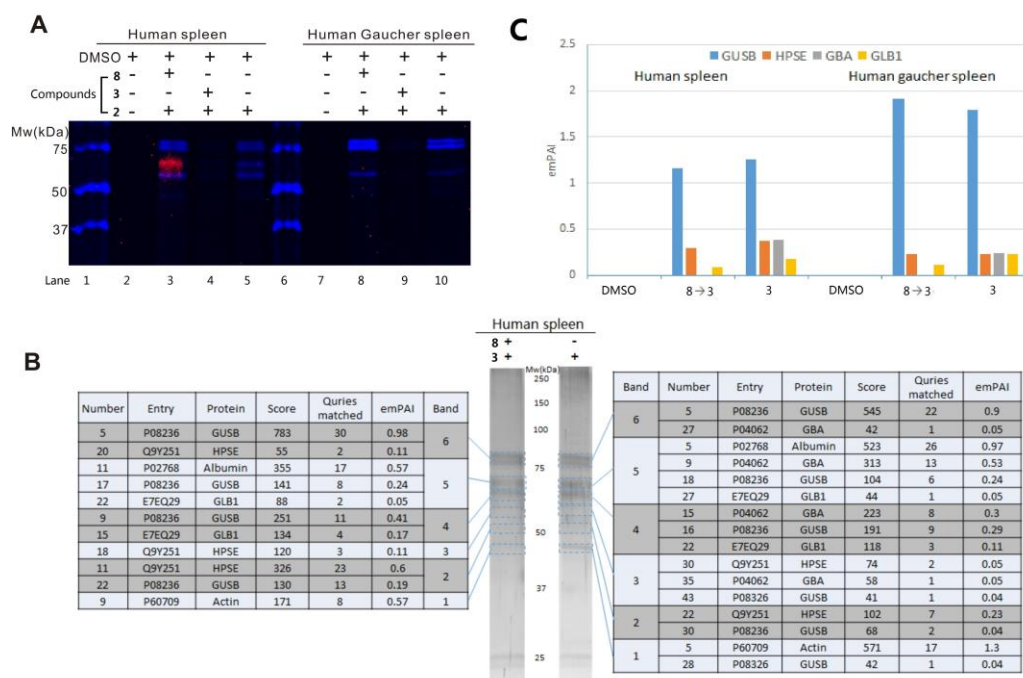 A
Human spleen Human Gaucher spleen
DMSO + + + + + + + +
8 - + - - - + - -
Compounds 3 - - + - - - + -
2 - + + + - + + +
Mw(kDa)
75
50
37
Lane 1 2 3 4 5 6 7 8 9 10
C
2.5
2
1.5
1
0.5
0
emPAI
GUSB HPSE GBA GLB1
Human spleen Human gaucher spleen
DMSO 8→3 3 DMSO 8→3 3
B
Number Entry Protein Score Quries matched emPAI Band
5 P08236 GUSB 783 30 0.98 6
20 Q9Y251 HPSE 55 2 0.11
11 P02768 Albumin 355 17 0.57 5
17 P08236 GUSB 141 8 0.24
22 E7EQ29 GLB1 88 2 0.05
9 P08236 GUSB 251 11 0.41 4
15 E7EQ29 GLB1 134 4 0.17
18 Q9Y251 HPSE 120 3 0.11 3
11 Q9Y251 HPSE 326 23 0.6 2
22 P08236 GUSB 130 13 0.19
9 P60709 Actin 171 8 0.57 1
Human spleen
8 + -
3 + +
Mw(kDa)
250
150
100
75
50
37
25
Band Number Entry Protein Score Quries matched emPAI
6 5 P08236 GUSB 545 22 0.9
27 P04062 GBA 42 1 0.05
5 5 P02768 Albumin 523 26 0.97
9 P04062 GBA 313 13 0.53
18 P08236 GUSB 104 6 0.24
27 E7EQ29 GLB1 44 1 0.05
4 15 P04062 GBA 223 8 0.3
16 P08236 GUSB 191 9 0.29
22 E7EQ29 GLB1 118 3 0.11
3 30 Q9Y251 HPSE 74 2 0.05
35 P04062 GBA 58 1 0.05
43 P08326 GUSB 41 1 0.04
2 22 Q9Y251 HPSE 102 7 0.23
30 P08236 GUSB 68 2 0.04
1 5 P60709 Actin 571 17 1.3
28 P08326 GUSB 42 1 0.04